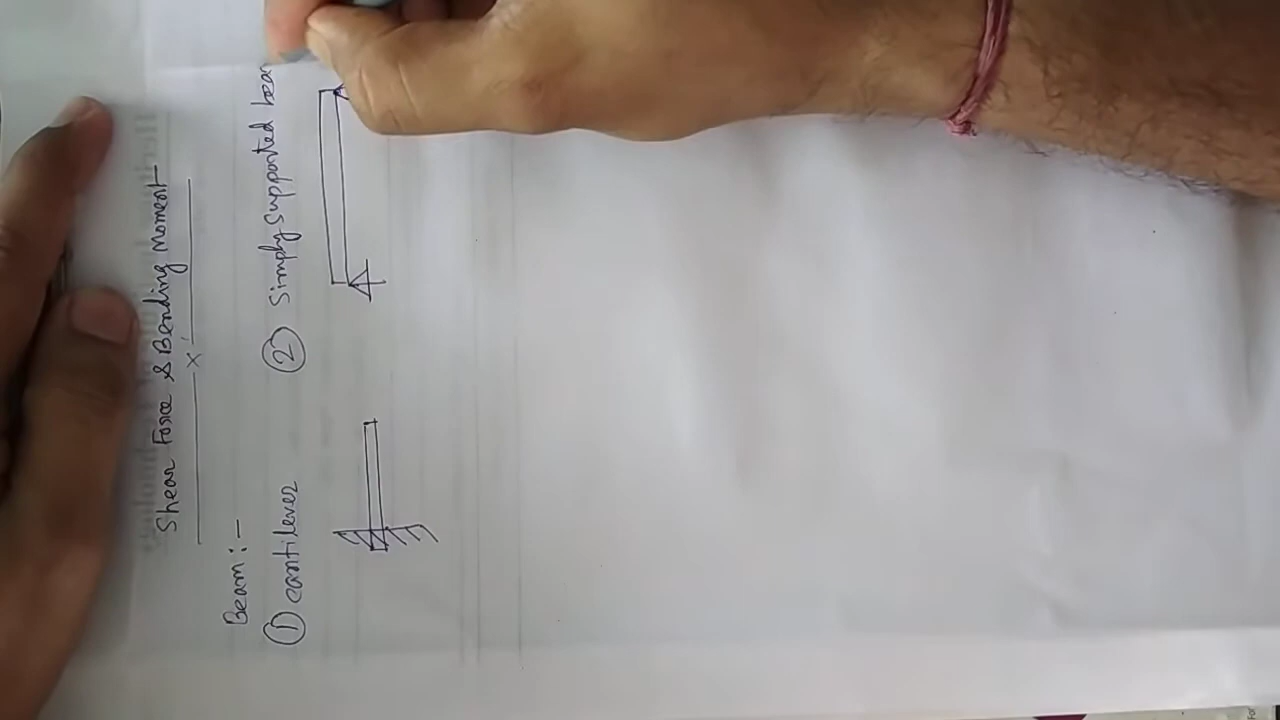 Shear Force & Bending Moment
x
Beam :-
① cantilever ② Simply supported bea